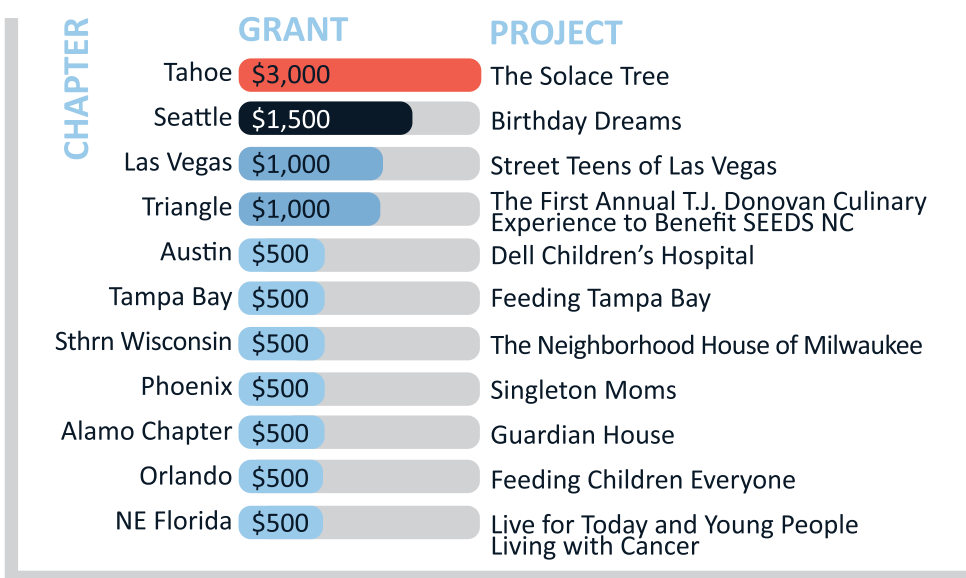 CHAPTER
GRANT
PROJECT
Tahoe $3,000 The Solace Tree
Seattle $1,500 Birthday Dreams
Las Vegas $1,000 Street Teens of Las Vegas
Triangle $1,000 The First Annual T.J. Donovan Culinary
Experience to Benefit SEEDS NC
Austin $500 Dell Children’s Hospital
Tampa Bay $500 Feeding Tampa Bay
Sthrn Wisconsin $500 The Neighborhood House of Milwaukee
Phoenix $500 Singleton Moms
Alamo Chapter $500 Guardian House
Orlando $500 Feeding Children Everyone
NE Florida $500 Live for Today and Young People
Living with Cancer